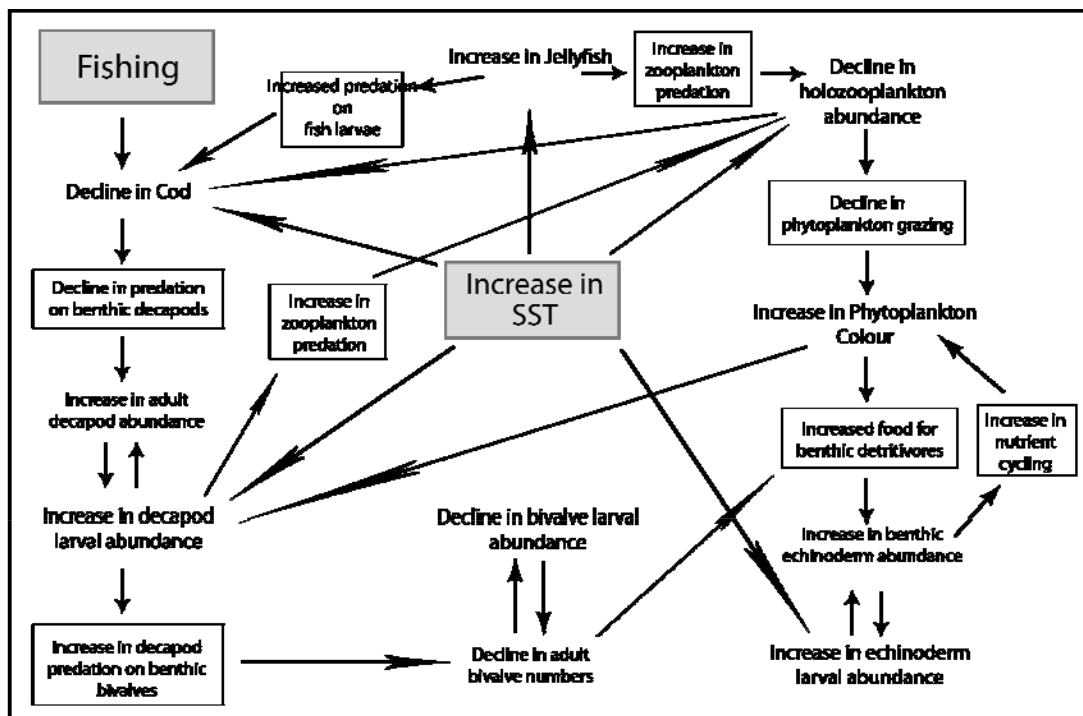 Fishing
Increase in Jellyfish
Increase in
zooplankton
predation
Decline in
holozooplankton
abundance
Increased predation
on
fish larvae
Decline in Cod
Decline in
phytoplankton grazing
Increase in
SST
Decline in predation
on benthic decapods
Increase in
zooplankton
predation
Increase in Phytoplankton
Colour
Increase in adult
decapod abundance
Increased food for
benthic detritivores
Increase in
nutrient
cycling
Increase in decapod
larval abundance
Decline in bivalve larval
abundance
Increase in benthic
echinoderm abundance
Increase in decapod
predation on benthic
bivalves
Decline in adult
bivalve numbers
Increase in echinoderm
larval abundance